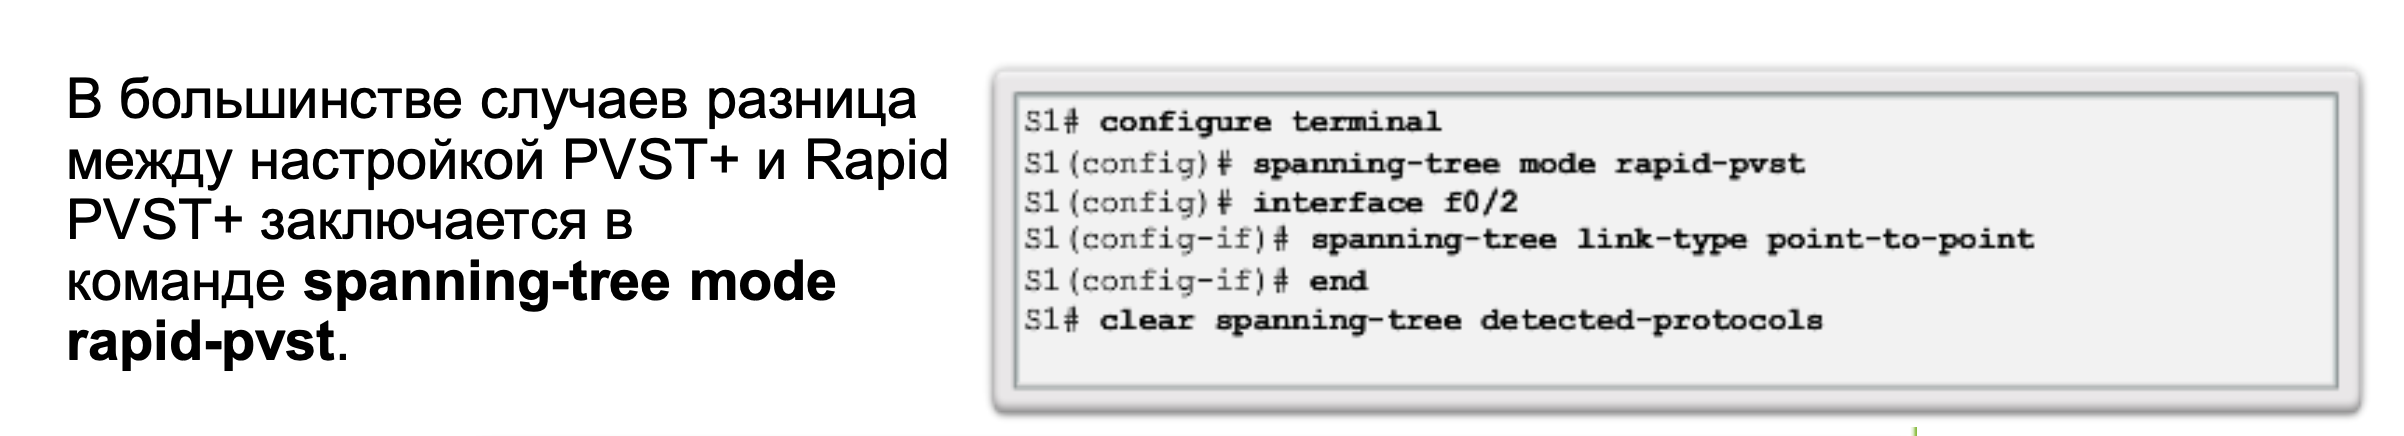 В большинстве случаев разница
между настройкой PVST+ и Rapid
PVST+ заключается в
команде spanning-tree mode
rapid-pvst.
S1# configure terminal
S1(config)# spanning-tree mode rapid-pvst
S1(config)# interface f0/2
S1(config-if)# spanning-tree link-type point-to-point
S1(config-if)# end
S1# clear spanning-tree detected-protocols